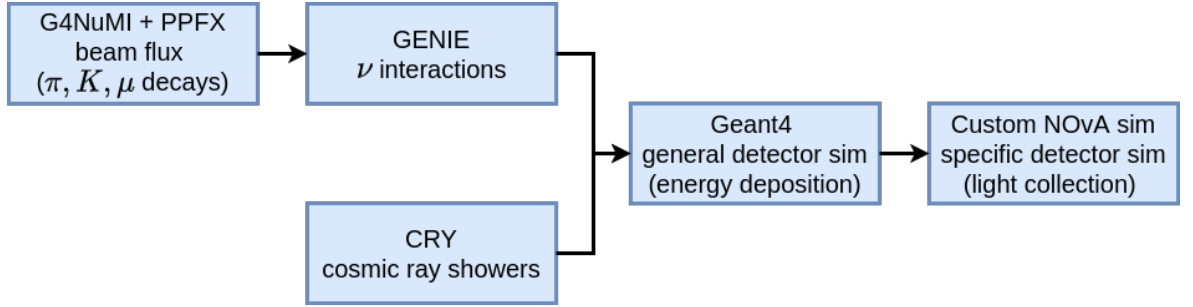 G4NuMI + PPFX
beam flux
(π, K, μ decays)
GENIE
ν interactions
CRY
cosmic ray showers
Geant4
general detector sim
(energy deposition)
Custom NOvA sim
specific detector sim
(light collection)